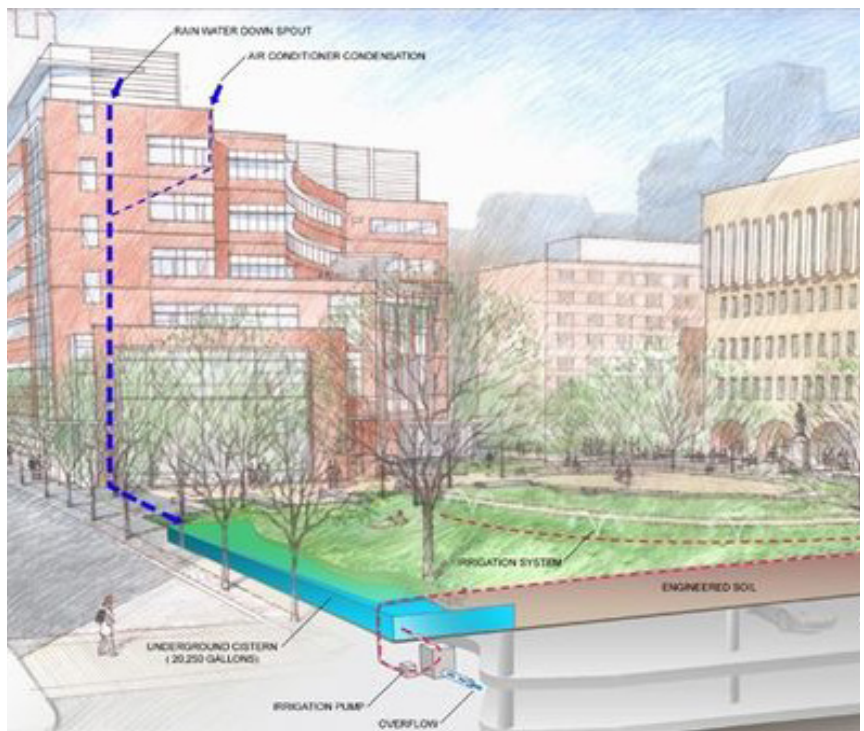 RAIN WATER DOWN SPOUT
AIR CONDITIONER CONDENSATION
IRRIGATION SYSTEM
ENGINEERED SOIL
UNDERGROUND CISTERN
( 20,250 GALLONS)
IRRIGATION PUMP
OVERFLOW